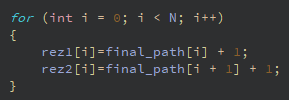 for (int i = 0; i < N; i++)
{
    rez1[i]=final_path[i] + 1;
    rez2[i]=final_path[i + 1] + 1;
}